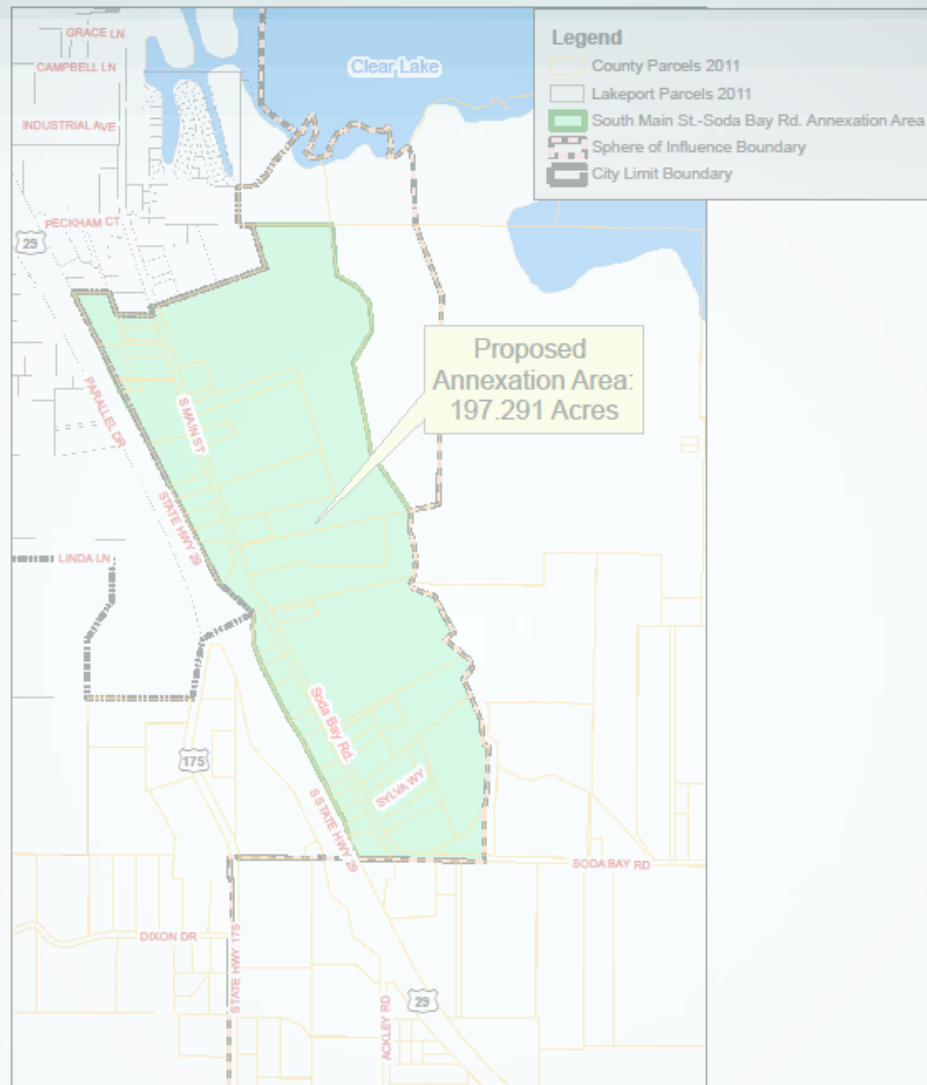 Legend
County Parcels 2011
Lakeport Parcels 2011
South Main St.-Soda Bay Rd. Annexation Area
Sphere of Influence Boundary
City Limit Boundary
GRACE LN
CAMPBELL LN
Clear Lake
INDUSTRIAL AVE
PECKHAM CT.
29
Proposed
Annexation Area:
197.291 Acres
PARALLEL DR
S MAIN ST
STATE HWY 29
LINDA LN
Soda Bay Rd.
175
SYLVA WY
S STATE HWY 29
SODA BAY RD
DIXON DR
STATE HWY 175
29
ACKLEY RD